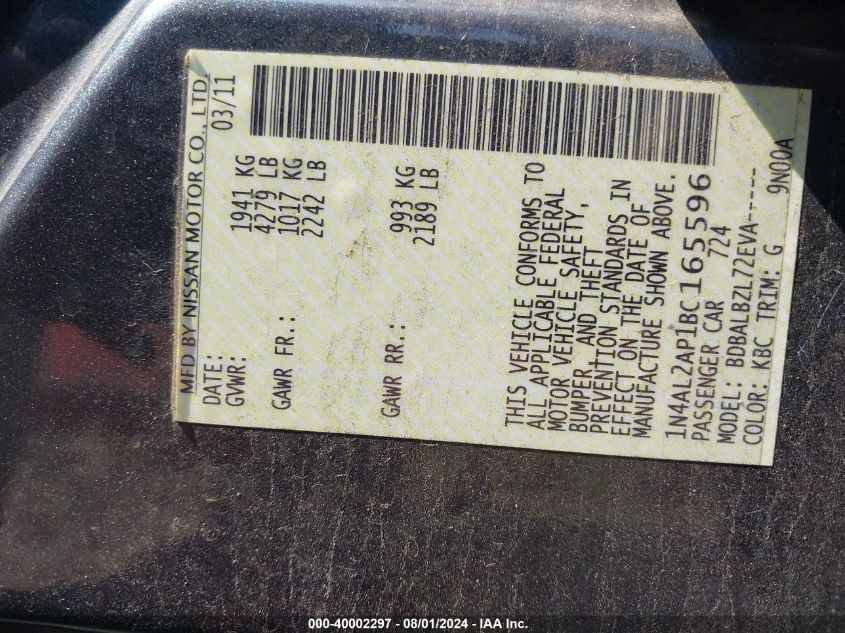 MFD BY NISSAN MOTOR CO., LTD.
DATE: 03/11
GVWR: 1941 KG
4279 LB
GAWR FR.: 1017 KG
2242 LB
GAWR RR.: 993 KG
2189 LB
THIS VEHICLE CONFORMS TO
ALL APPLICABLE FEDERAL
MOTOR VEHICLE SAFETY,
BUMPER, AND THEFT
PREVENTION STANDARDS IN
EFFECT ON THE DATE OF
MANUFACTURE SHOWN ABOVE.
1N4AL2AP1BC165596
PASSENGER CAR 724
MODEL: BDBALBZL72EVA------
COLOR: KBC TRIM: G 9N00A
000-40002297 - 08/01/2024 - IAA Inc.